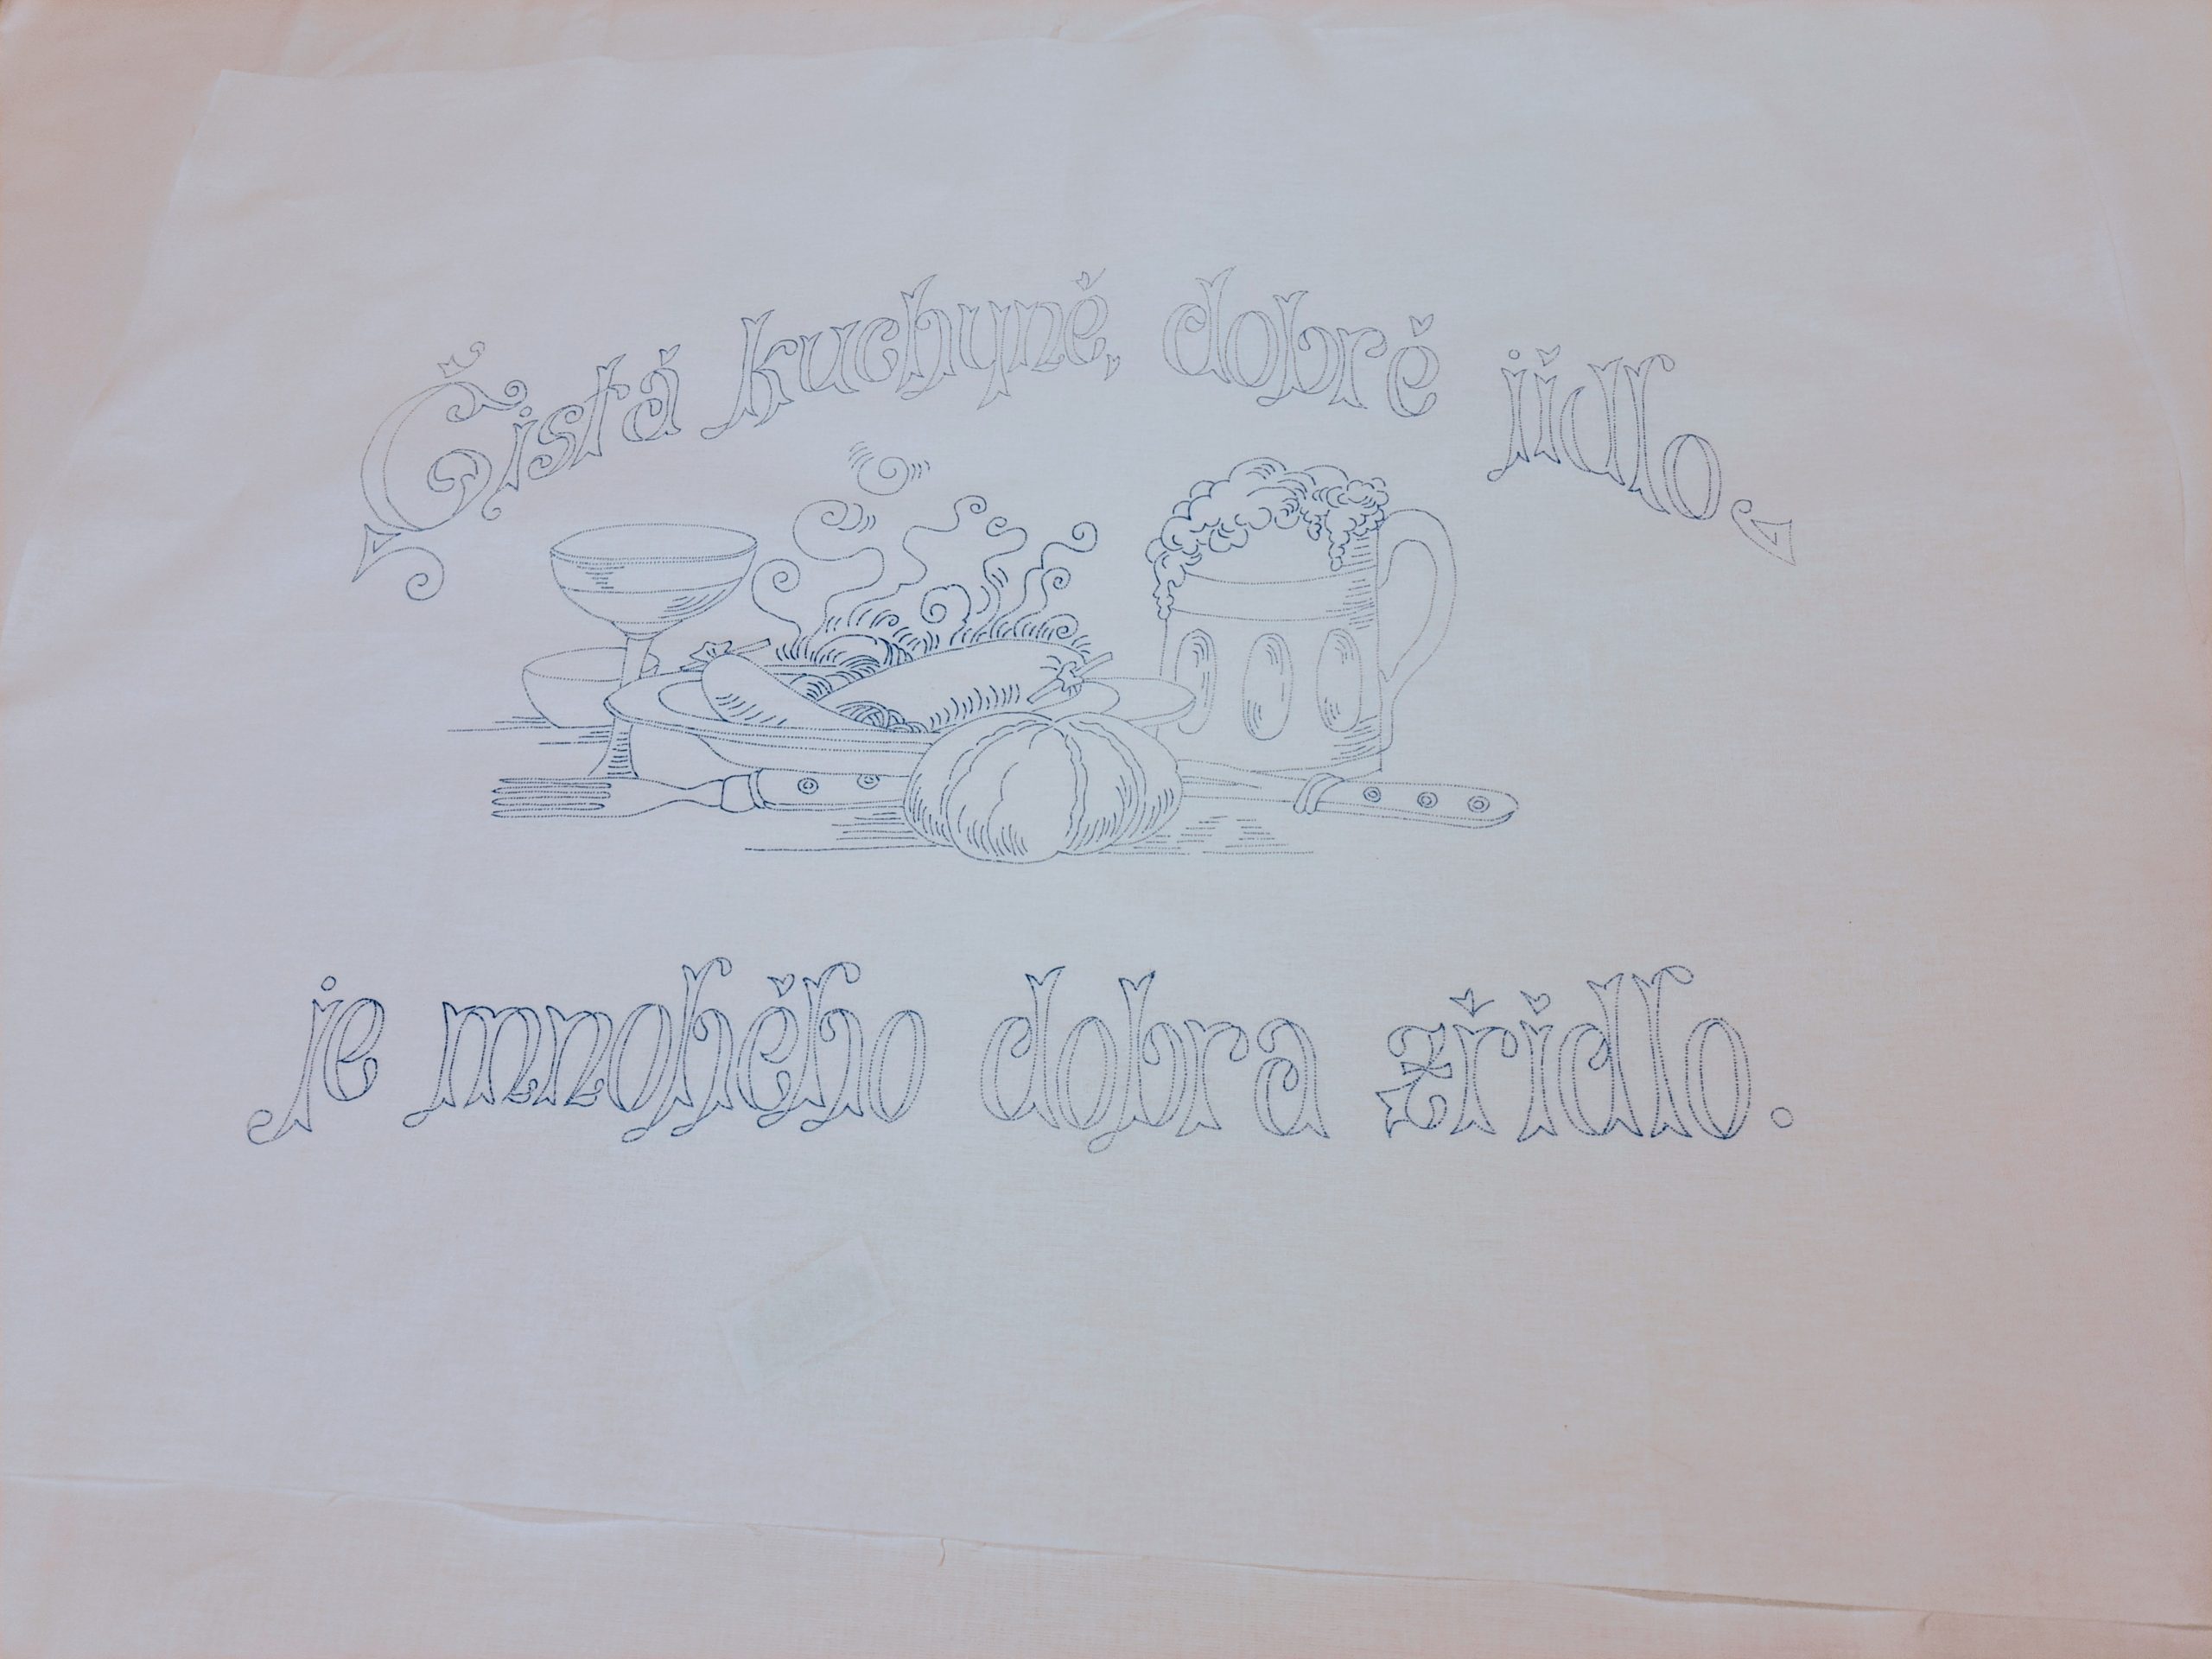 Čistá kuchyně, dobré jídlo,
je mnohého dobra zřídlo.